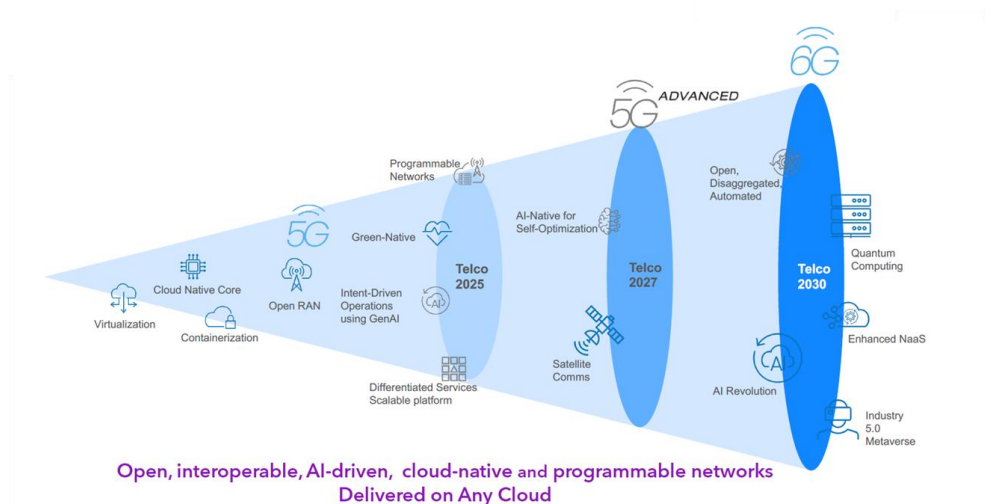 6G
5G ADVANCED
Programmable
Networks
Open,
Disaggregated,
Automated
AI-Native for
Self-Optimization
5G
Green-Native
Quantum
Computing
Telco
2025
Telco
2027
Telco
2030
Cloud Native Core
Open RAN
Intent-Driven
Operations
using GenAI
AI
Virtualization
Containerization
Enhanced NaaS
Satellite
Comms
AI
AI Revolution
Differentiated Services
Scalable platform
Industry
5.0
Metaverse
Open, interoperable, AI-driven, cloud-native and programmable networks
Delivered on Any Cloud